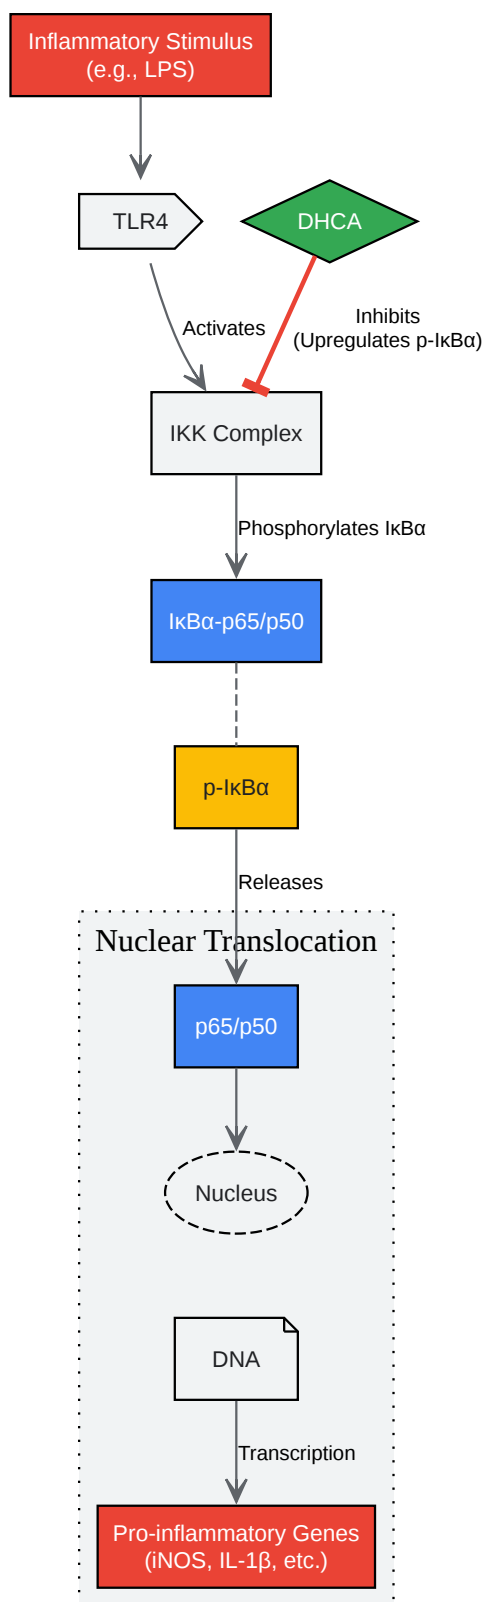 Inflammatory Stimulus
(e.g., LPS)
TLR4
DHCA
Activates
Inhibits
(Upregulates p-IκBα)
IKK Complex
Phosphorylates IκBα
IκBα-p65/p50
p-IκBα
Releases
Nuclear Translocation
p65/p50
Nucleus
DNA
Transcription
Pro-inflammatory Genes
(iNOS, IL-1β, etc.)